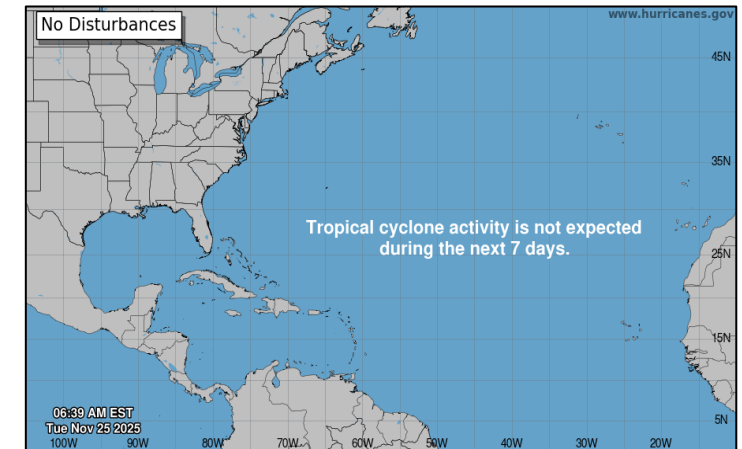 No Disturbances
www.hurricanes.gov
45N
35N
Tropical cyclone activity is not expected
during the next 7 days.
25N
15N
06:39 AM EST
Tue Nov 25 2025
5N
100W 90W 80W 70W 60W 50W 40W 30W 20W